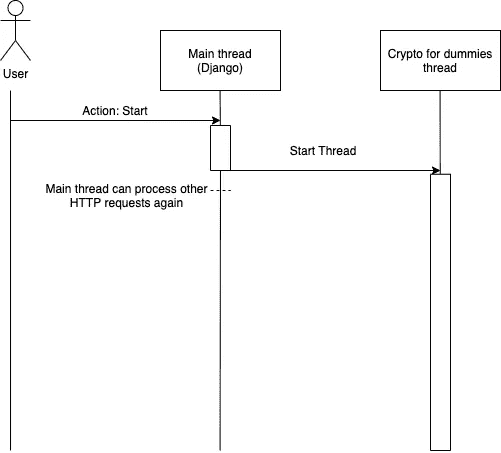 User
Main thread
(Django)
Crypto for dummies
thread
Action: Start
Start Thread
Main thread can process other
HTTP requests again